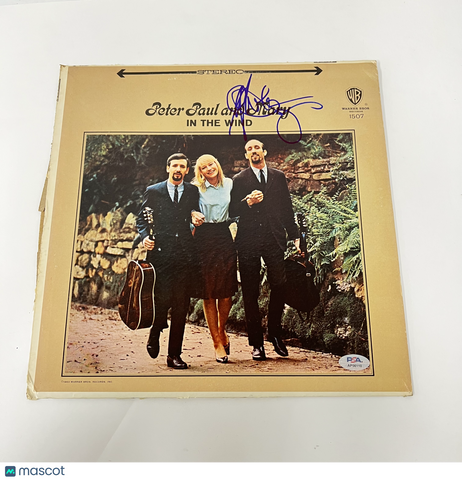 STEREO
Peter Paul and Mary
IN THE WIND
WB
WARNER BROS
1507
PSA
mascot